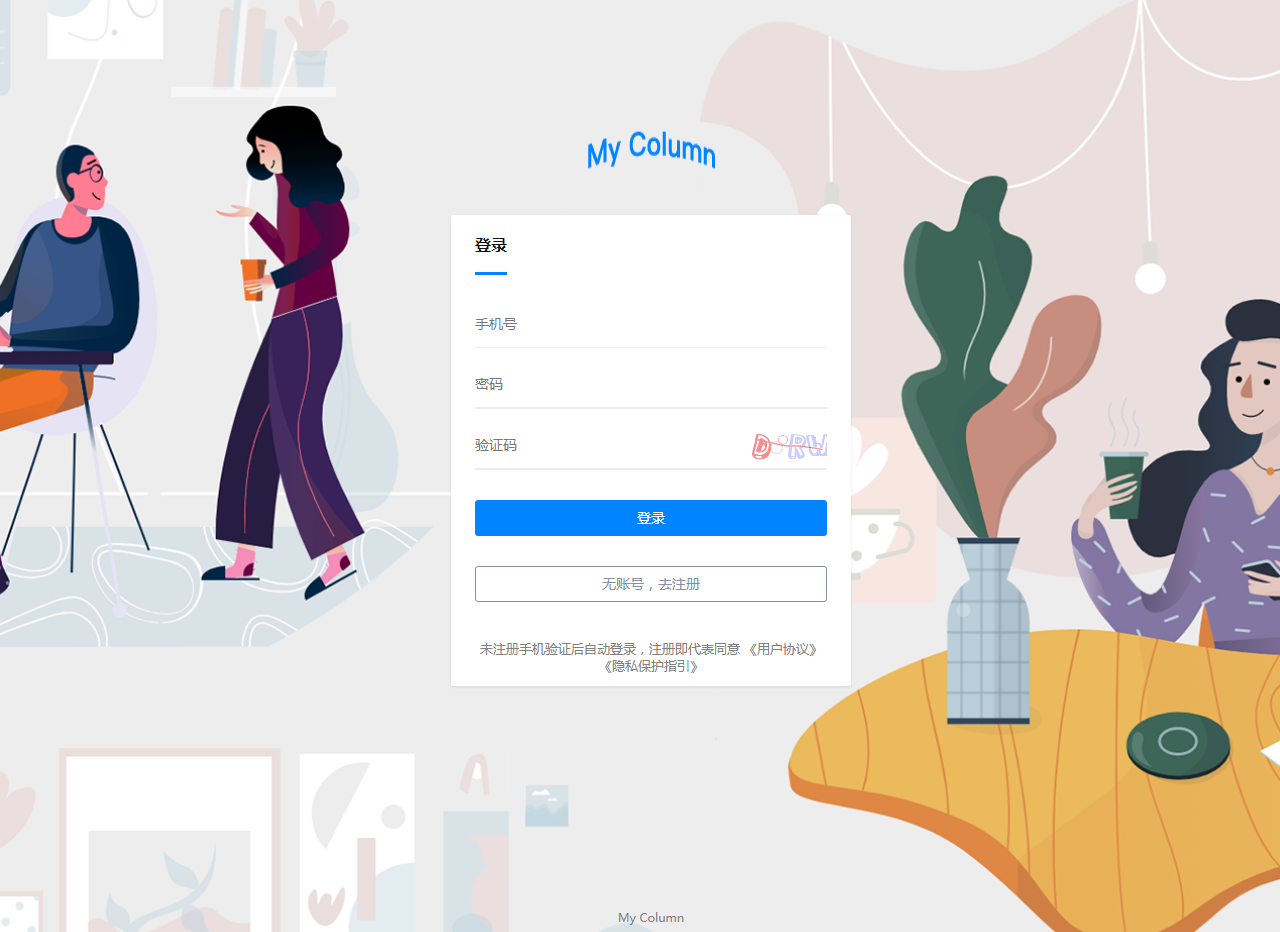 My Column
登录
手机号
密码
验证码
登录
无账号，去注册
未注册手机验证后自动登录，注册即代表同意 《用户协议》
《隐私保护指引》
My Column